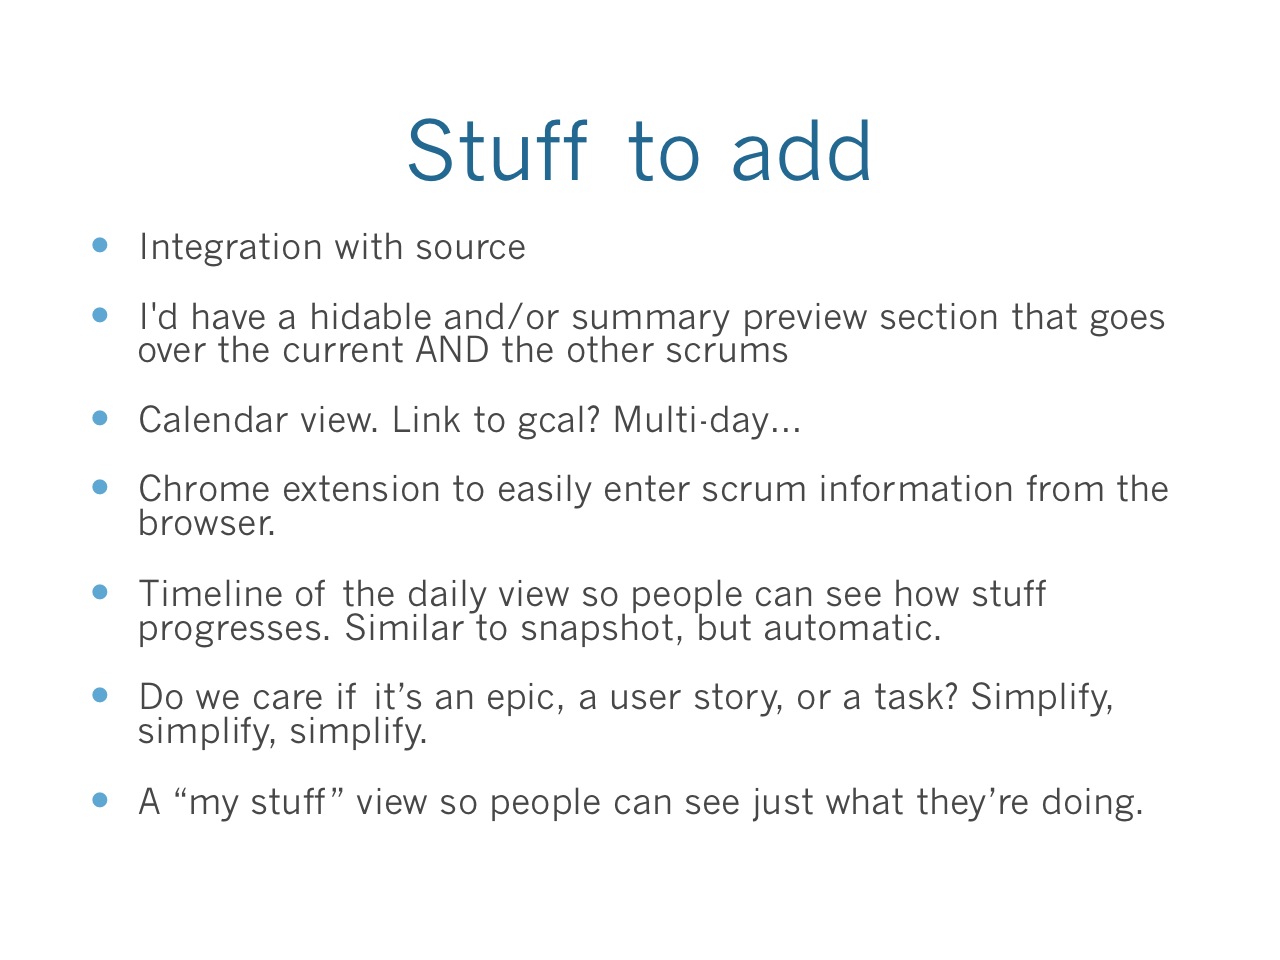 Stuff to add
• Integration with source
• I'd have a hidable and/or summary preview section that goes
over the current AND the other scrums
• Calendar view. Link to gcal? Multi-day...
• Chrome extension to easily enter scrum information from the
browser.
• Timeline of the daily view so people can see how stuff
progresses. Similar to snapshot, but automatic.
• Do we care if it’s an epic, a user story, or a task? Simplify,
simplify, simplify.
• A “my stuff” view so people can see just what they’re doing.